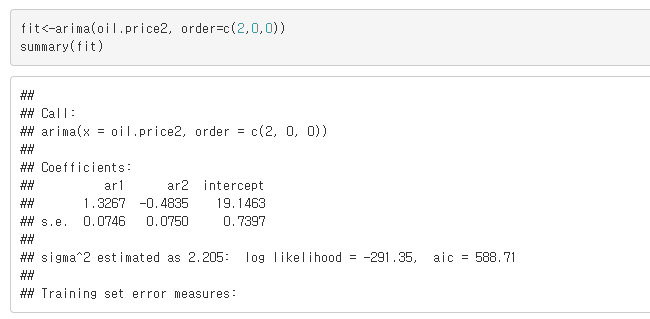 fit<-arima(oil.price2, order=c(2,0,0))
summary(fit)
##
## Call:
## arima(x = oil.price2, order = c(2, 0, 0))
##
## Coefficients:
##          ar1      ar2  intercept
##       1.3267  -0.4835    19.1463
## s.e.  0.0746   0.0750     0.7397
##
## sigma^2 estimated as 2.205:  log likelihood = -291.35,  aic = 588.71
##
## Training set error measures: